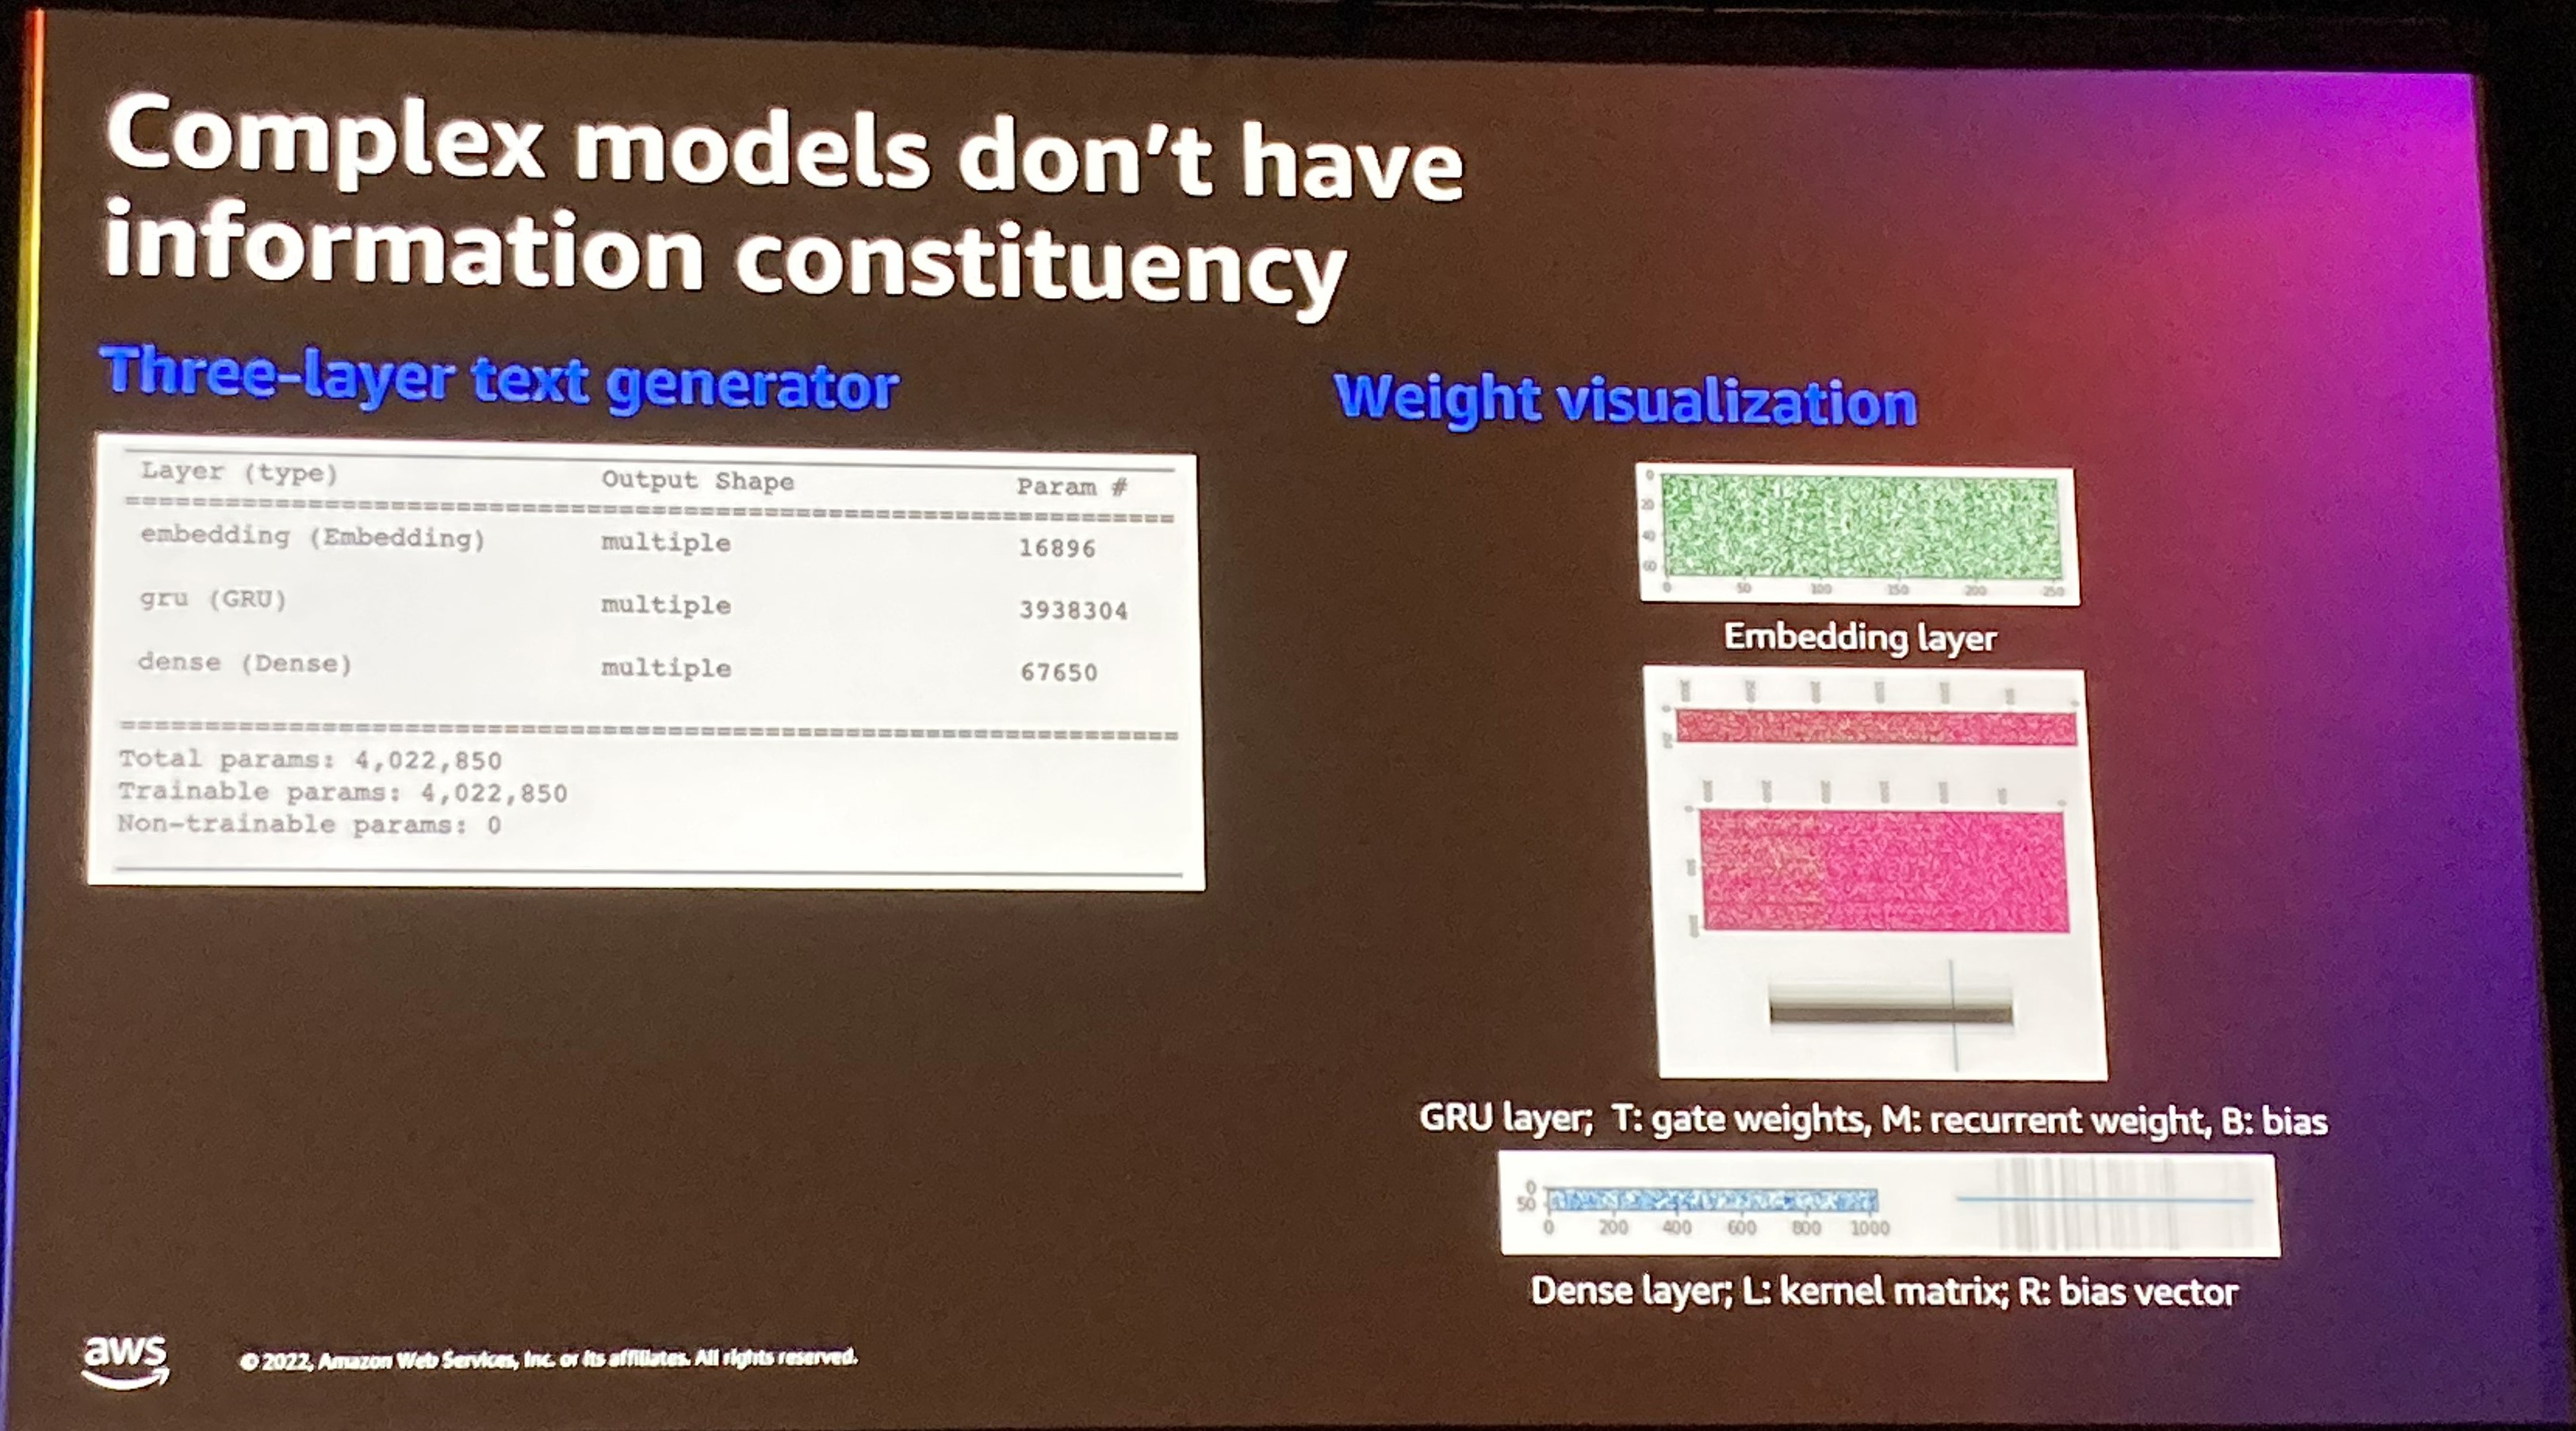 Complex models don't have
information constituency
Three-layer text generator
Layer (type) Output Shape Param #
embedding (Embedding) multiple 16896
gru (GRU) multiple 3938304
dense (Dense) multiple 67650
Total params: 4,022,850
Trainable params: 4,022,850
Non-trainable params: 0
Weight visualization
0
20
40
60
0 50 100 150 200 250
Embedding layer
GRU layer; T: gate weights, M: recurrent weight, B: bias
0
50
0 200 400 600 800 1000
Dense layer; L: kernel matrix; R: bias vector
aws
© 2022, Amazon Web Services, Inc. or its affiliates. All rights reserved.